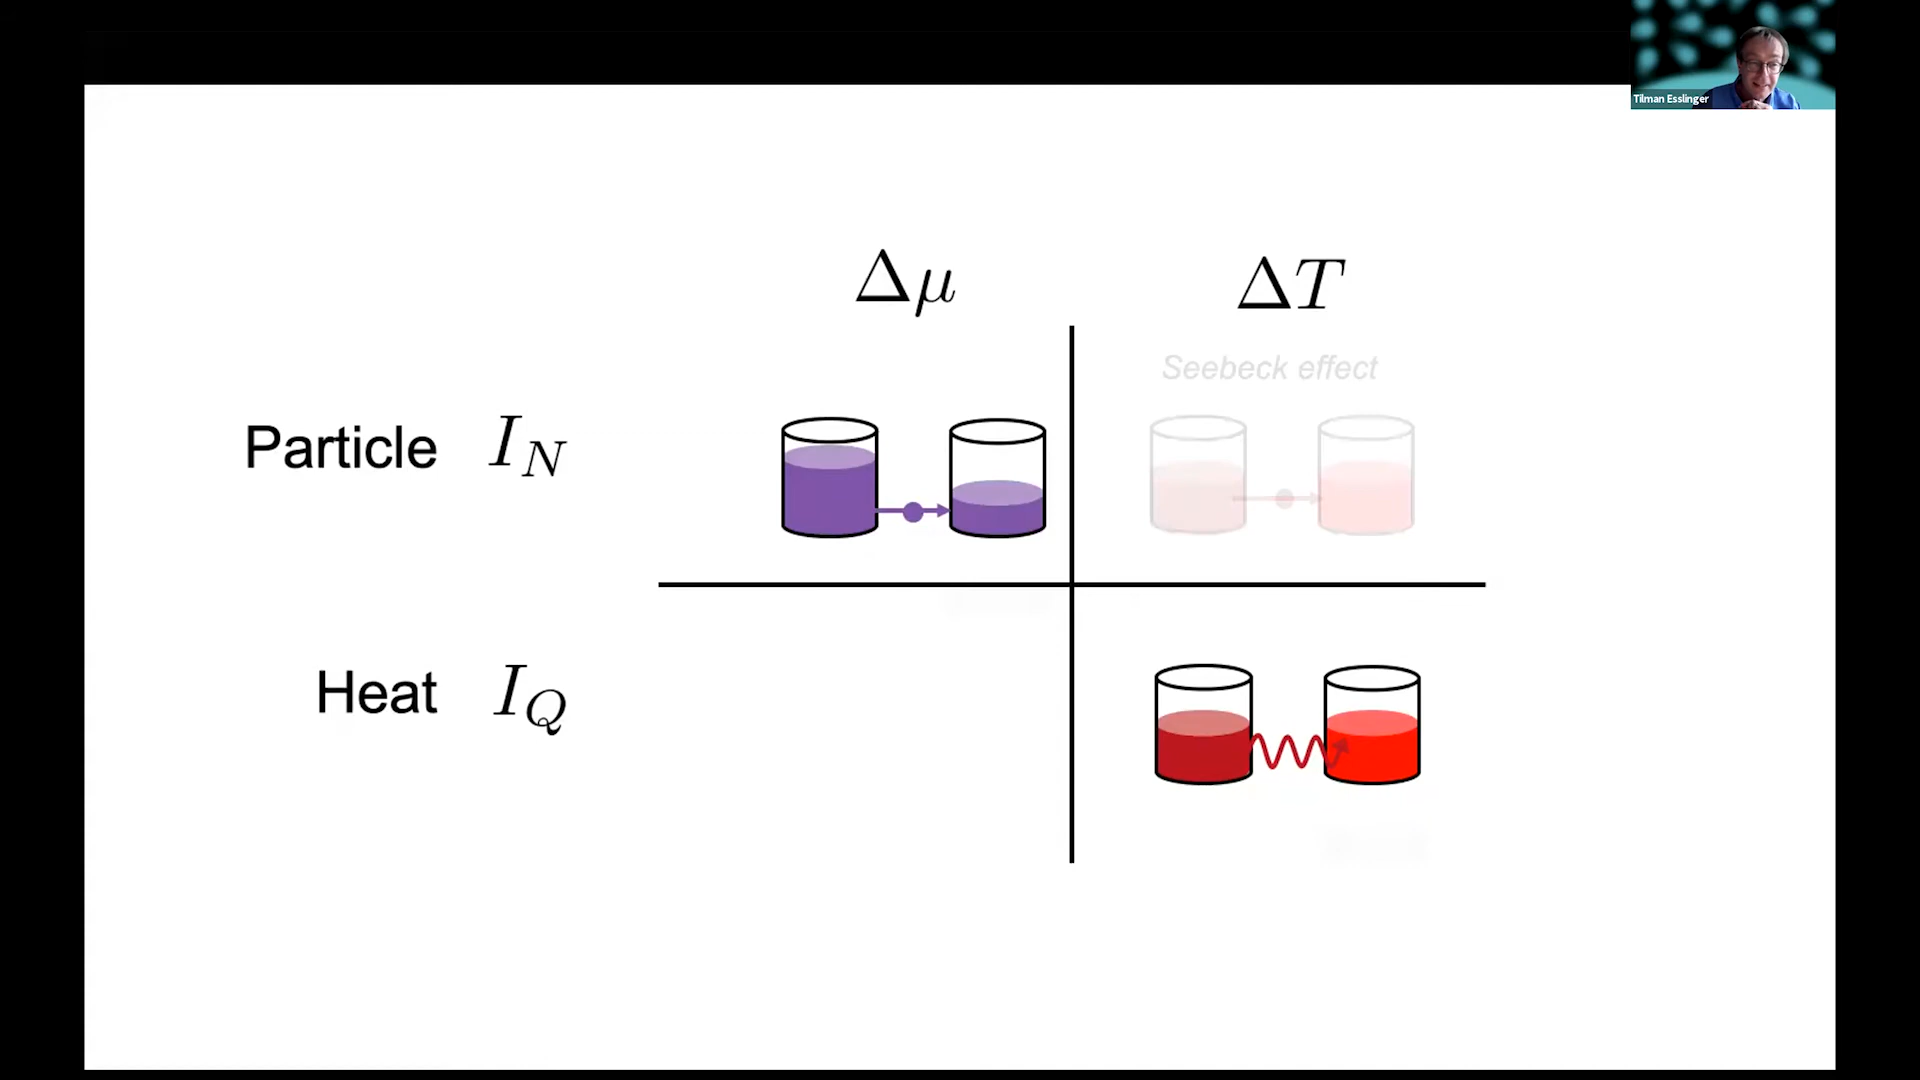 Tilman Esslinger
Δμ
ΔT
Seebeck effect
Particle I_N
Heat I_Q